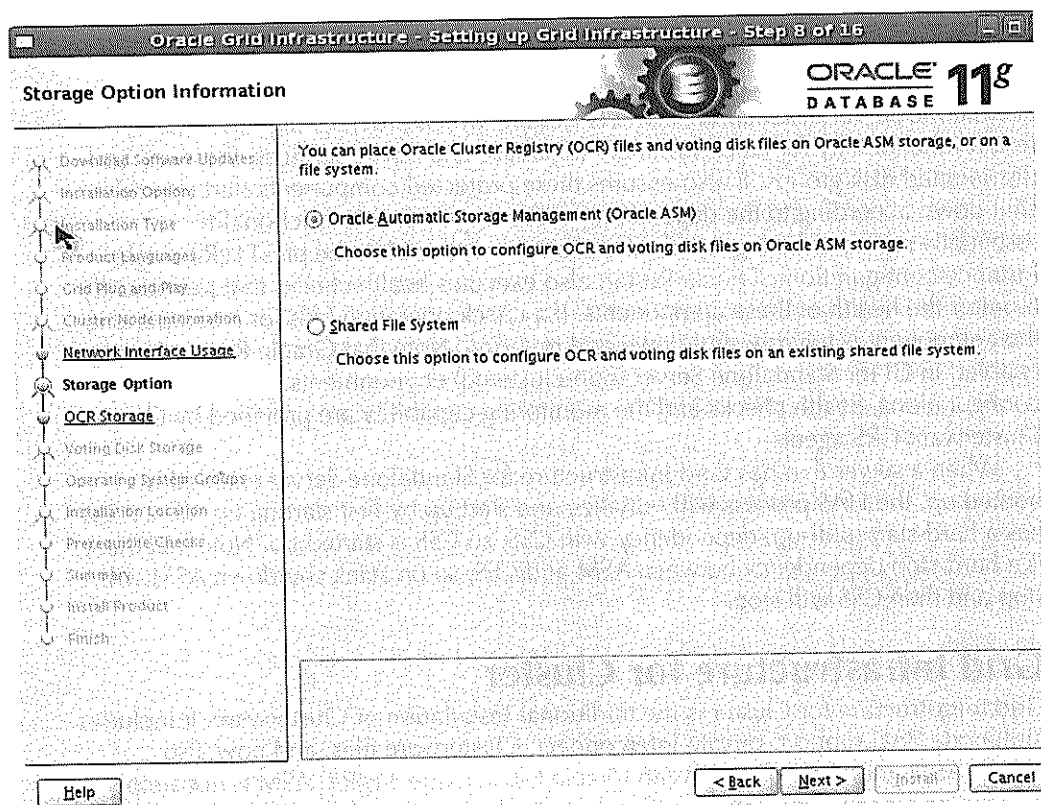 Oracle Grid Infrastructure - Setting up Grid Infrastructure - Step 8 of 16
Storage Option Information
ORACLE
DATABASE
11g
Download Software Updates
Installation Option
Installation Type
Product Languages
Grid Plug and Play
Cluster Node Information
Network Interface Usage
Storage Option
OCR Storage
Voting Disk Storage
Operating System Groups
Installation Location
Prerequisite Checks
Summary
Install Product
Finish
You can place Oracle Cluster Registry (OCR) files and voting disk files on Oracle ASM storage, or on a
file system.
Oracle Automatic Storage Management (Oracle ASM)
Choose this option to configure OCR and voting disk files on Oracle ASM storage.
Shared File System
Choose this option to configure OCR and voting disk files on an existing shared file system.
Help
< Back
Next >
Install
Cancel